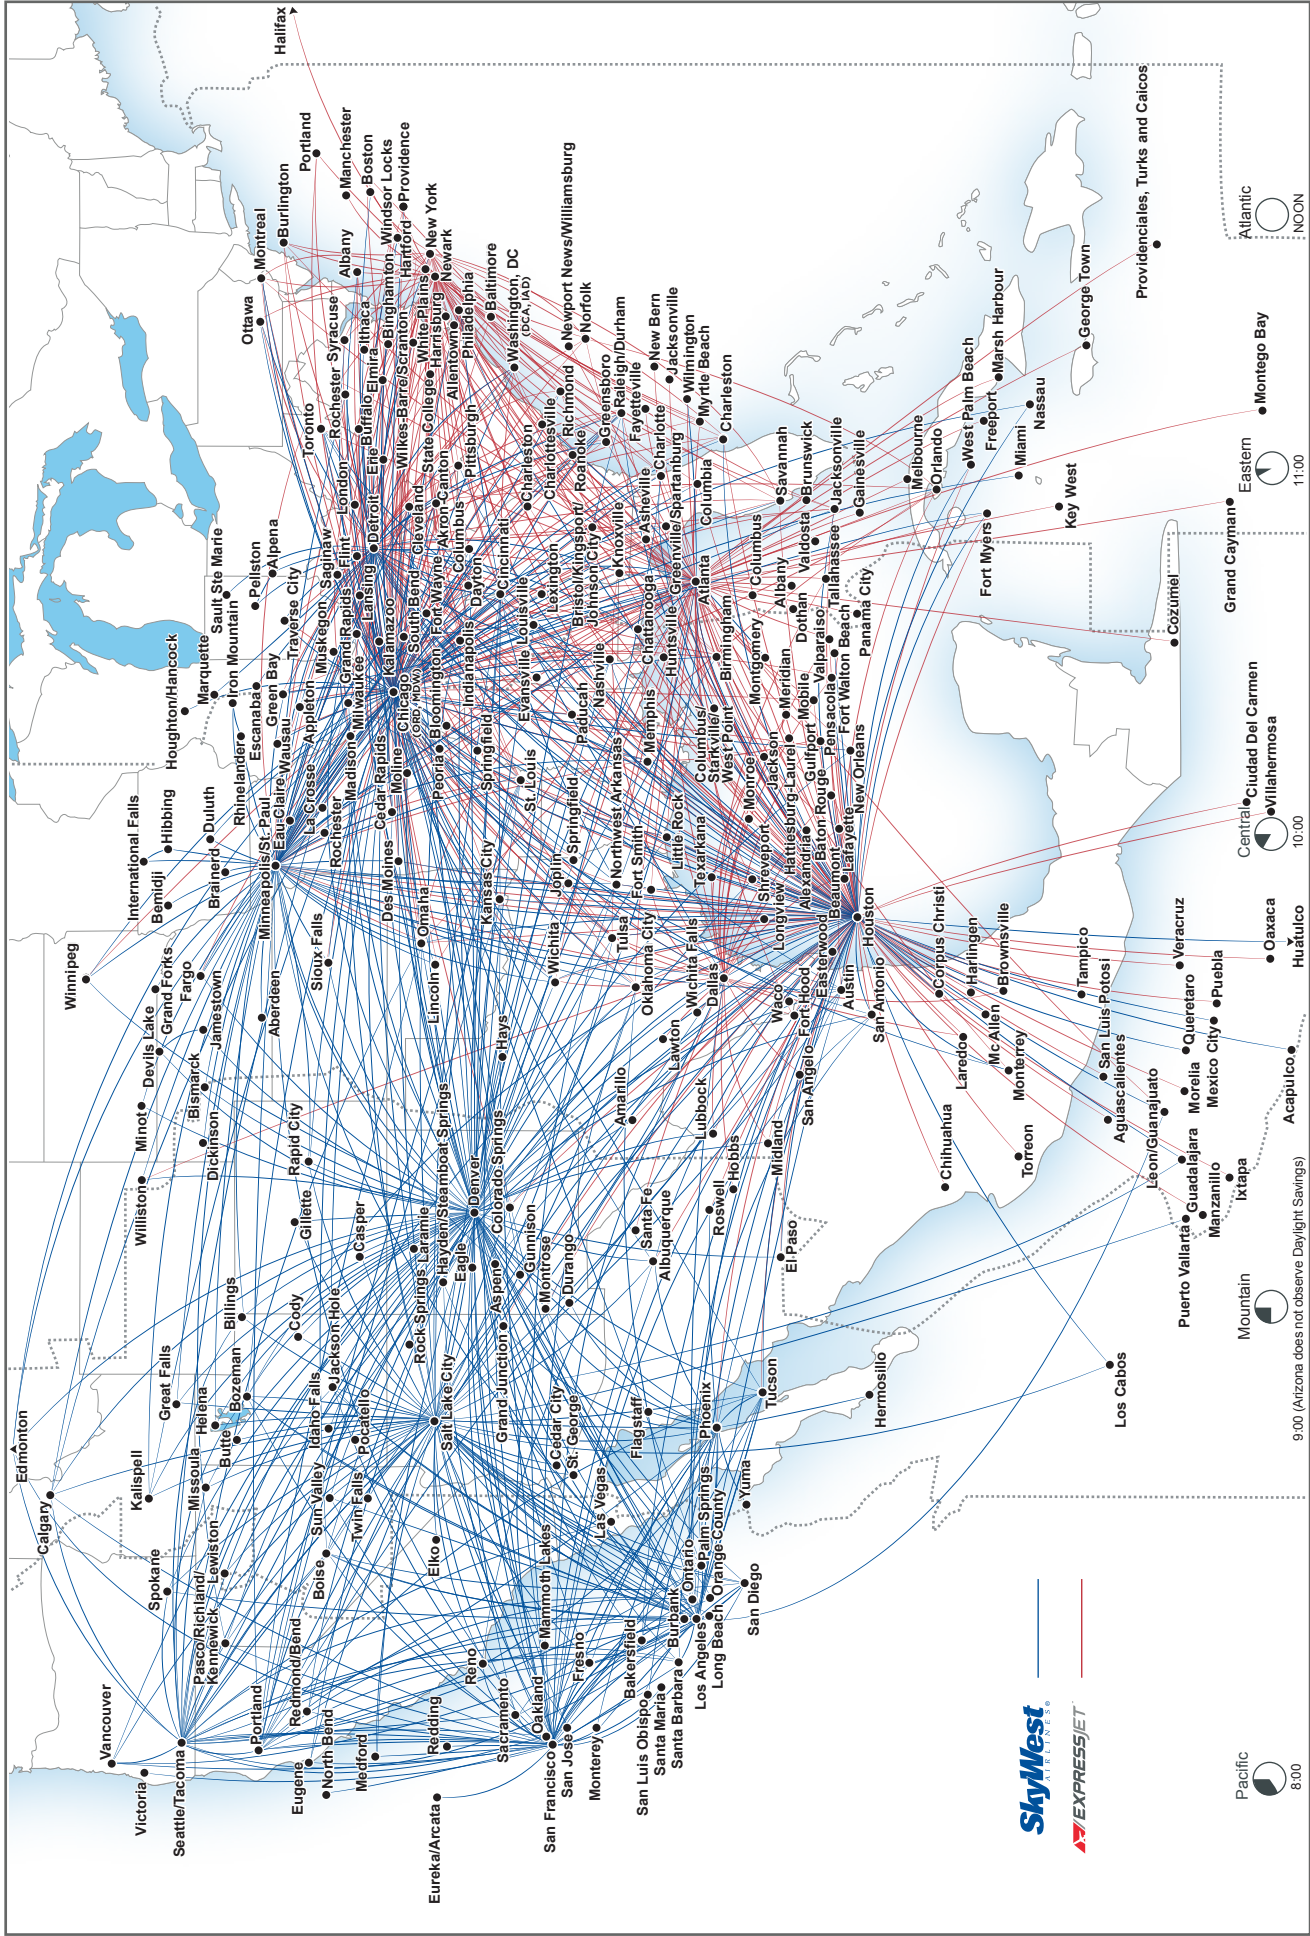 Edmonton
Calgary
Vancouver
Victoria
Seattle/Tacoma
Spokane
Pasco/Richland/
Kennewick
Lewiston
Portland
Redmond/Bend
Eugene
North Bend
Medford
Redding
Eureka/Arcata
Kalispell
Missoula
Great Falls
Helena
Butte
Bozeman
Billings
Boise
Sun Valley
Twin Falls
Idaho Falls
Pocatello
Jackson Hole
Cody
Gillette
Casper
Rapid City
Rock Springs
Laramie
Hayden/Steamboat Springs
Salt Lake City
Elko
Reno
Sacramento
Oakland
San Francisco
San Jose
Monterey
Mammoth Lakes
Fresno
Bakersfield
San Luis Obispo
Santa Maria
Santa Barbara
Burbank
Los Angeles
Long Beach
Ontario
Palm Springs
Orange County
San Diego
Yuma
Las Vegas
Cedar City
St. George
Flagstaff
Phoenix
Tucson
Grand Junction
Aspen
Eagle
Denver
Colorado Springs
Gunnison
Montrose
Durango
Santa Fe
Albuquerque
Roswell
Hobbs
El Paso
Midland
Lubbock
Amarillo
San Angelo
Winnipeg
Williston
Minot
Devils Lake
Grand Forks
Fargo
Jamestown
Bismarck
Dickinson
Aberdeen
Sioux Falls
Omaha
Lincoln
Hays
Wichita
Kansas City
Tulsa
Oklahoma City
Lawton
Wichita Falls
Dallas
Waco
Fort Hood
Easterwood
Austin
San Antonio
Houston
Corpus Christi
Harlingen
Brownsville
Mc Allen
Laredo
Monterrey
International Falls
Hibbing
Bemidji
Brainerd
Duluth
Minneapolis/St. Paul
Eau Claire
La Crosse
Rochester
Rhinelander
Wausau
Houghton/Hancock
Marquette
Iron Mountain
Sault Ste Marie
Escanaba
Green Bay
Appleton
Milwaukee
Madison
Cedar Rapids
Moline
Des Moines
Peoria
Bloomington
Springfield
St. Louis
Chicago
(ORD, MDW)
Pellston
Alpena
Traverse City
Muskegon
Grand Rapids
Saginaw
Flint
Lansing
Kalamazoo
Detroit
South Bend
Fort Wayne
Indianapolis
Evansville
Louisville
Lexington
Cincinnati
Dayton
Columbus
Cleveland
Akron-Canton
Pittsburgh
Erie
Buffalo
London
Toronto
Rochester
Syracuse
Ottawa
Montreal
Burlington
Albany
Ithaca
Elmira
Binghamton
Wilkes-Barre/Scranton
State College
Harrisburg
Allentown
White Plains
Windsor Locks
Hartford
Providence
Boston
Manchester
Portland
Halifax
New York
Newark
Philadelphia
Baltimore
Washington, DC
(DCA, IAD)
Charlottesville
Richmond
Newport News/Williamsburg
Norfolk
Charleston
Roanoke
Greensboro
Raleigh/Durham
Fayetteville
New Bern
Jacksonville
Wilmington
Myrtle Beach
Charleston
Charlotte
Asheville
Greenville/Spartanburg
Columbia
Bristol/Kingsport/
Johnson City
Knoxville
Chattanooga
Nashville
Paducah
Memphis
Huntsville
Birmingham
Atlanta
Montgomery
Columbus
Albany
Dothan
Valdosta
Savannah
Brunswick
Jacksonville
Gainesville
Tallahassee
Panama City
Valparaiso
Fort Walton Beach
Pensacola
Mobile
Gulfport
Meridian
Hattiesburg-Laurel
Jackson
Columbus/
Starkville/
West Point
Monroe
Little Rock
Northwest Arkansas
Fort Smith
Springfield
Joplin
Texarkana
Shreveport
Longview
Alexandria
Baton Rouge
Lafayette
New Orleans
Beaumont
Melbourne
Orlando
West Palm Beach
Freeport
Marsh Harbour
Miami
Nassau
Key West
Fort Myers
George Town
Providenciales, Turks and Caicos
Montego Bay
Grand Cayman
Cozumel
Ciudad Del Carmen
Villahermosa
Oaxaca
Huatulco
Veracruz
Puebla
Queretaro
Mexico City
Tampico
San Luis Potosi
Aguascalientes
Morelia
Leon/Guanajuato
Guadalajara
Manzanillo
Puerto Vallarta
Ixtapa
Acapulco
Chihuahua
Torreon
Hermosillo
Los Cabos
SkyWest
AIRLINES®
EXPRESSJET
Pacific
8:00
Mountain
9:00 (Arizona does not observe Daylight Savings)
Central
10:00
Eastern
11:00
Atlantic
NOON